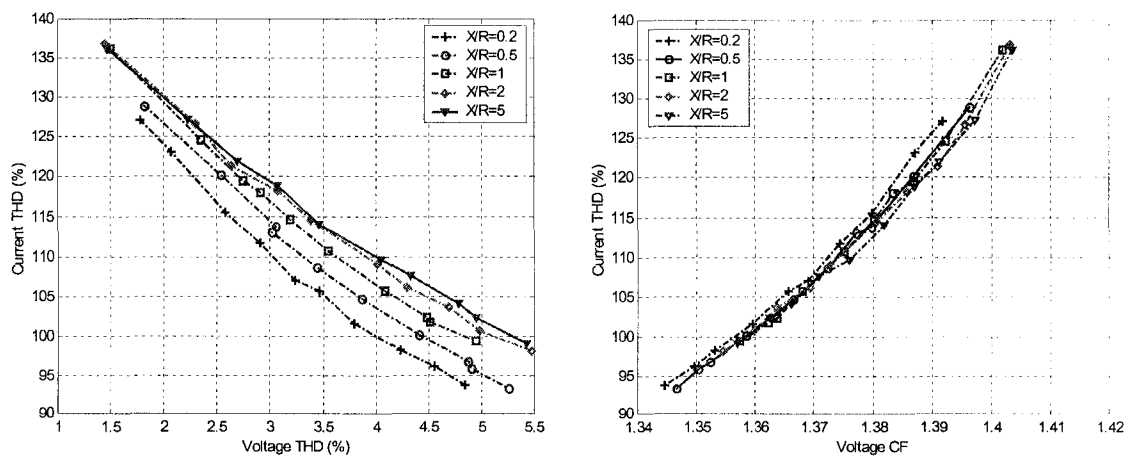 140
135
130
125
120
115
110
105
100
95
90
Current THD (%)
1 1.5 2 2.5 3 3.5 4 4.5 5 5.5
Voltage THD (%)
X/R=0.2
X/R=0.5
X/R=1
X/R=2
X/R=5
140
135
130
125
120
115
110
105
100
95
90
Current THD (%)
1.34 1.35 1.36 1.37 1.38 1.39 1.4 1.41 1.42
Voltage CF
X/R=0.2
X/R=0.5
X/R=1
X/R=2
X/R=5